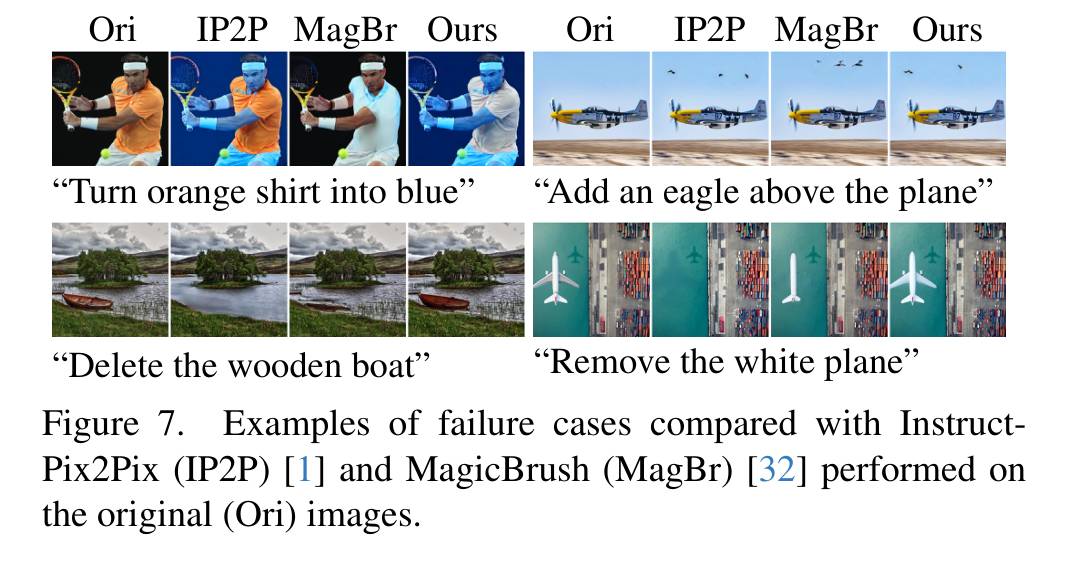 Ori IP2P MagBr Ours Ori IP2P MagBr Ours
“Turn orange shirt into blue” “Add an eagle above the plane”
“Delete the wooden boat” “Remove the white plane”
Figure 7. Examples of failure cases compared with Instruct-
Pix2Pix (IP2P) [1] and MagicBrush (MagBr) [32] performed on
the original (Ori) images.